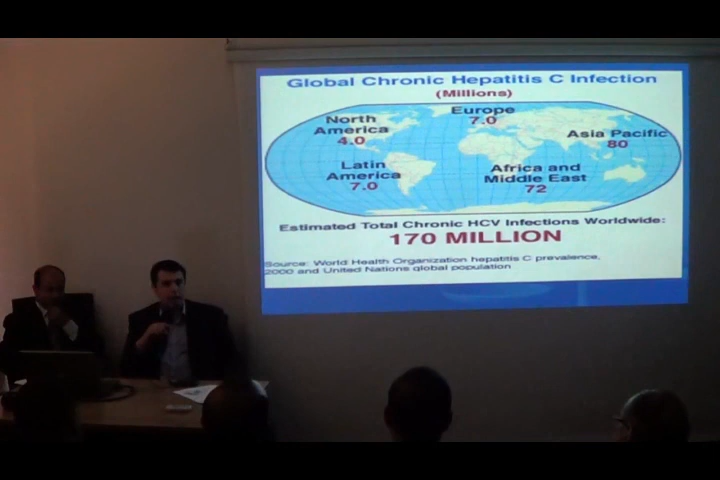 Global Chronic Hepatitis C Infection
(Millions)
North
America
4.0
Europe
7.0
Asia Pacific
80
Latin
America
7.0
Africa and
Middle East
72
Estimated Total Chronic HCV Infections Worldwide:
170 MILLION
Source: World Health Organization hepatitis C prevalence,
2000 and United Nations global population